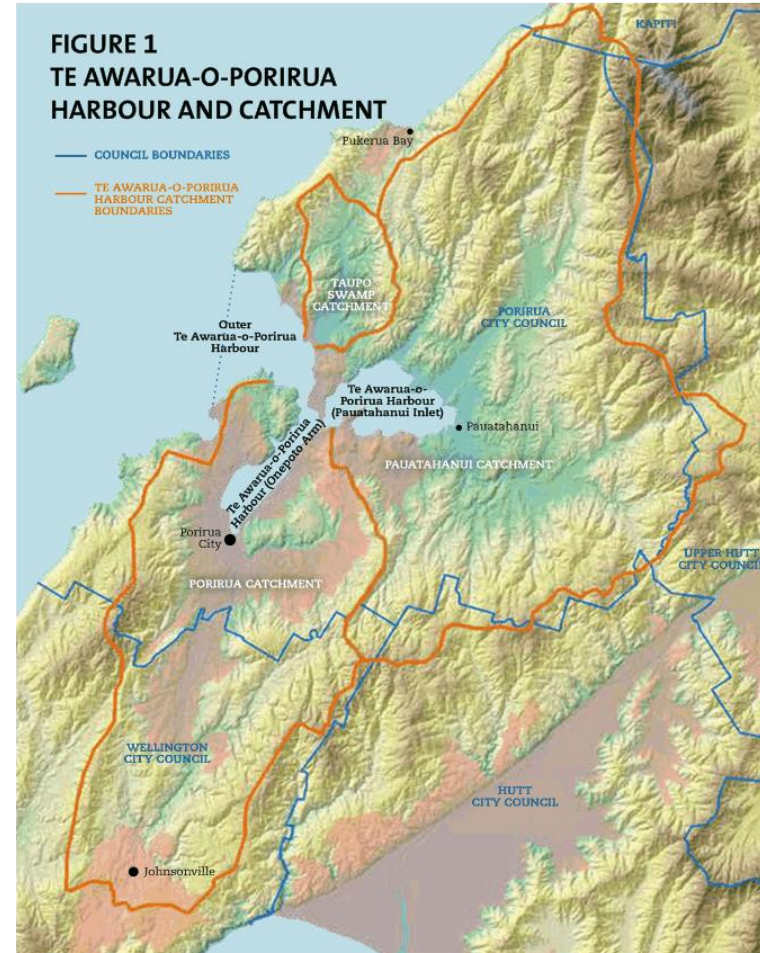 FIGURE 1
TE AWARUA-O-PORIRUA
HARBOUR AND CATCHMENT
COUNCIL BOUNDARIES
TE AWARUA-O-PORIRUA
HARBOUR CATCHMENT
BOUNDARIES
KAPITI
Pukerua Bay
TAUPO
SWAMP
CATCHMENT
PORIRUA
CITY COUNCIL
Outer
Te Awarua-o-Porirua
Harbour
Te Awarua-o-
Porirua Harbour
(Pauatahanui Inlet)
Pauatahanui
Te Awarua-o-Porirua
Harbour (Onepoto Arm)
PAUATAHANUI CATCHMENT
Porirua
City
PORIRUA CATCHMENT
UPPER HUTT
CITY COUNCIL
WELLINGTON
CITY COUNCIL
HUTT
CITY COUNCIL
Johnsonville